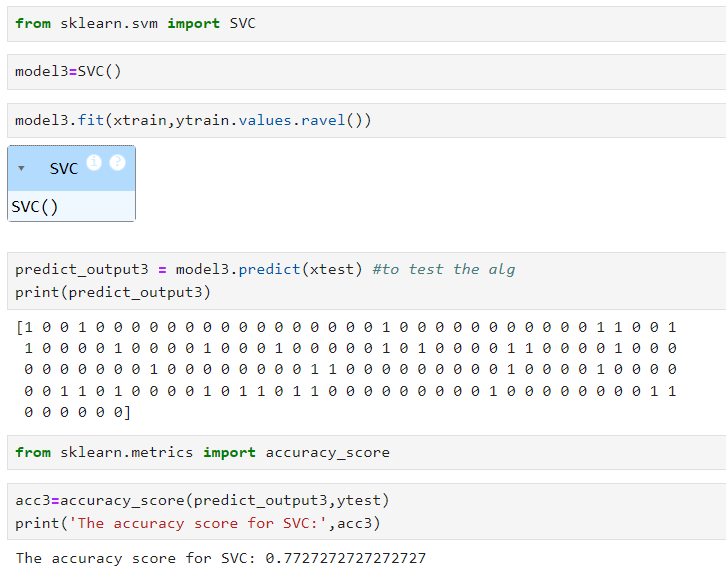 from sklearn.svm import SVC
model3=SVC()
model3.fit(xtrain,ytrain.values.ravel())
SVC i ?
SVC()
predict_output3 = model3.predict(xtest) #to test the alg
print(predict_output3)
[1 0 0 1 0 0 0 0 0 0 0 0 0 0 0 0 0 0 0 0 1 0 0 0 0 0 0 0 0 0 0 0 1 1 0 0 1
1 0 0 0 0 1 0 0 0 0 1 0 0 0 1 0 0 0 0 0 1 0 1 0 0 0 0 1 1 0 0 0 0 1 0 0 0
0 0 0 0 0 0 0 1 0 0 0 0 0 0 0 0 1 1 0 0 0 0 0 0 0 0 0 1 0 0 0 0 1 0 0 0 0
0 0 1 1 0 1 0 0 0 0 1 0 1 1 0 1 1 0 0 0 0 0 0 0 0 0 1 0 0 0 0 0 0 0 0 1 1
0 0 0 0 0 0]
from sklearn.metrics import accuracy_score
acc3=accuracy_score(predict_output3,ytest)
print('The accuracy score for SVC:',acc3)
The accuracy score for SVC: 0.7727272727272727